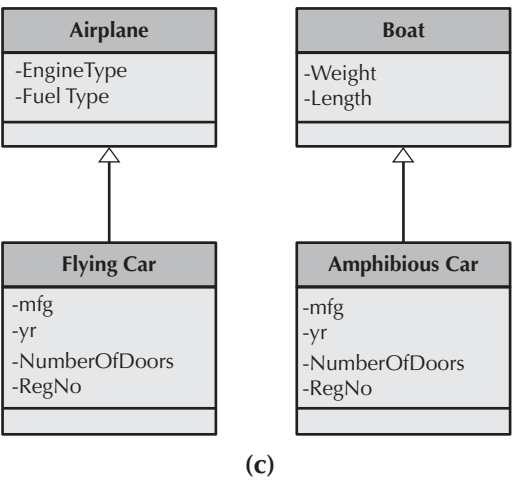 Airplane
-EngineType
-Fuel Type
Boat
-Weight
-Length
Flying Car
-mfg
-yr
-NumberOfDoors
-RegNo
Amphibious Car
-mfg
-yr
-NumberOfDoors
-RegNo
(c)